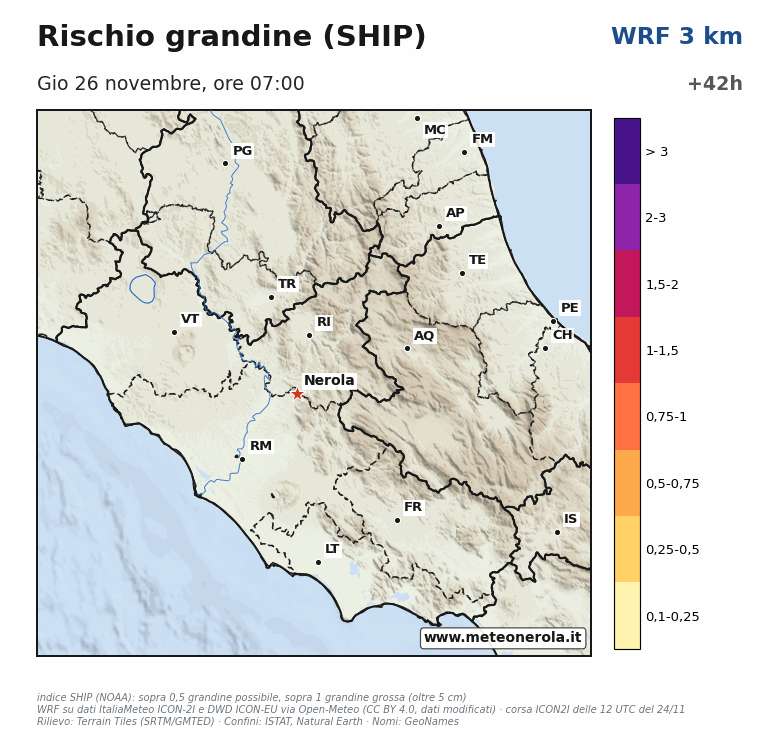 Rischio grandine (SHIP)
WRF 3 km
Gio 26 novembre, ore 07:00
+42h
MC
FM
PG
AP
TE
TR
PE
VT
RI
AQ
CH
Nerola
RM
FR
IS
LT
www.meteonerola.it
> 3
2-3
1,5-2
1-1,5
0,75-1
0,5-0,75
0,25-0,5
0,1-0,25
indice SHIP (NOAA): sopra 0,5 grandine possibile, sopra 1 grandine grossa (oltre 5 cm)
WRF su dati ItaliaMeteo ICON-2I e DWD ICON-EU via Open-Meteo (CC BY 4.0, dati modificati) · corsa ICON2I delle 12 UTC del 24/11
Rilievo: Terrain Tiles (SRTM/GMTED) · Confini: ISTAT, Natural Earth · Nomi: GeoNames